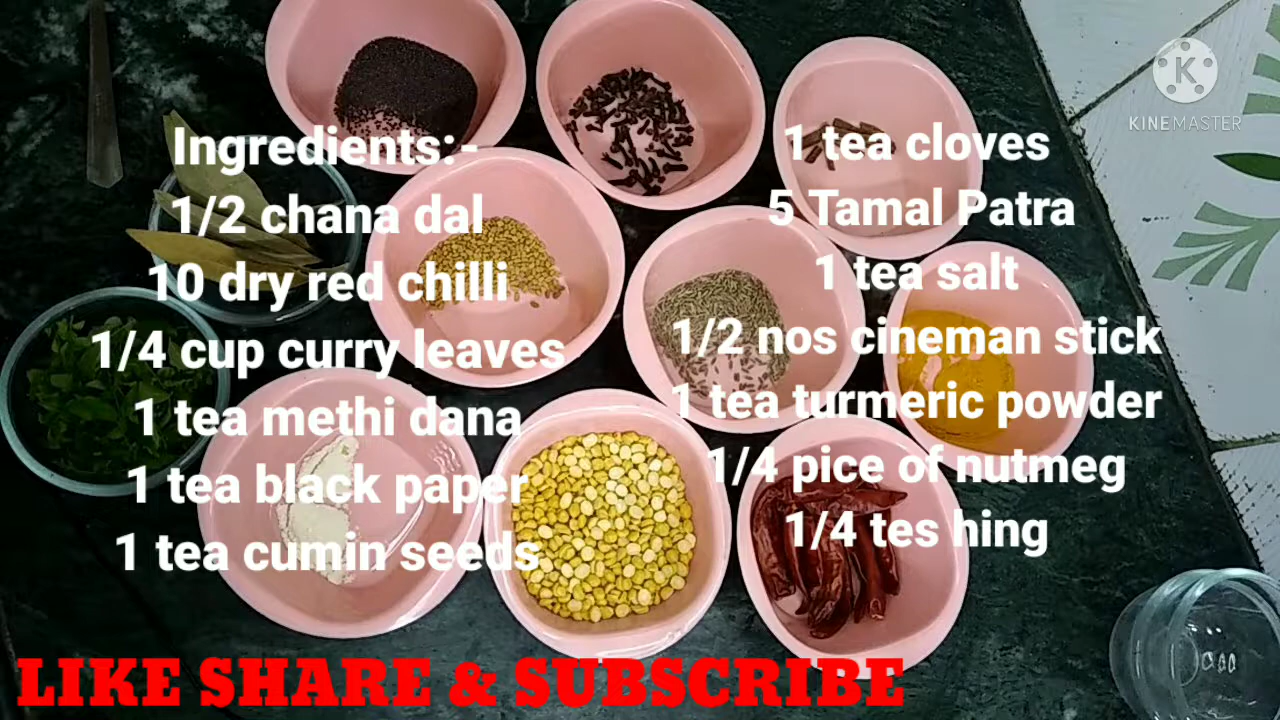 Ingredients:-
1/2 chana dal
10 dry red chilli
1/4 cup curry leaves
1 tea methi dana
1 tea black paper
1 tea cumin seeds
1 tea cloves
5 Tamal Patra
1 tea salt
1/2 nos cineman stick
1 tea turmeric powder
1/4 pice of nutmeg
1/4 tes hing
K
KINEMASTER
LIKE SHARE & SUBSCRIBE